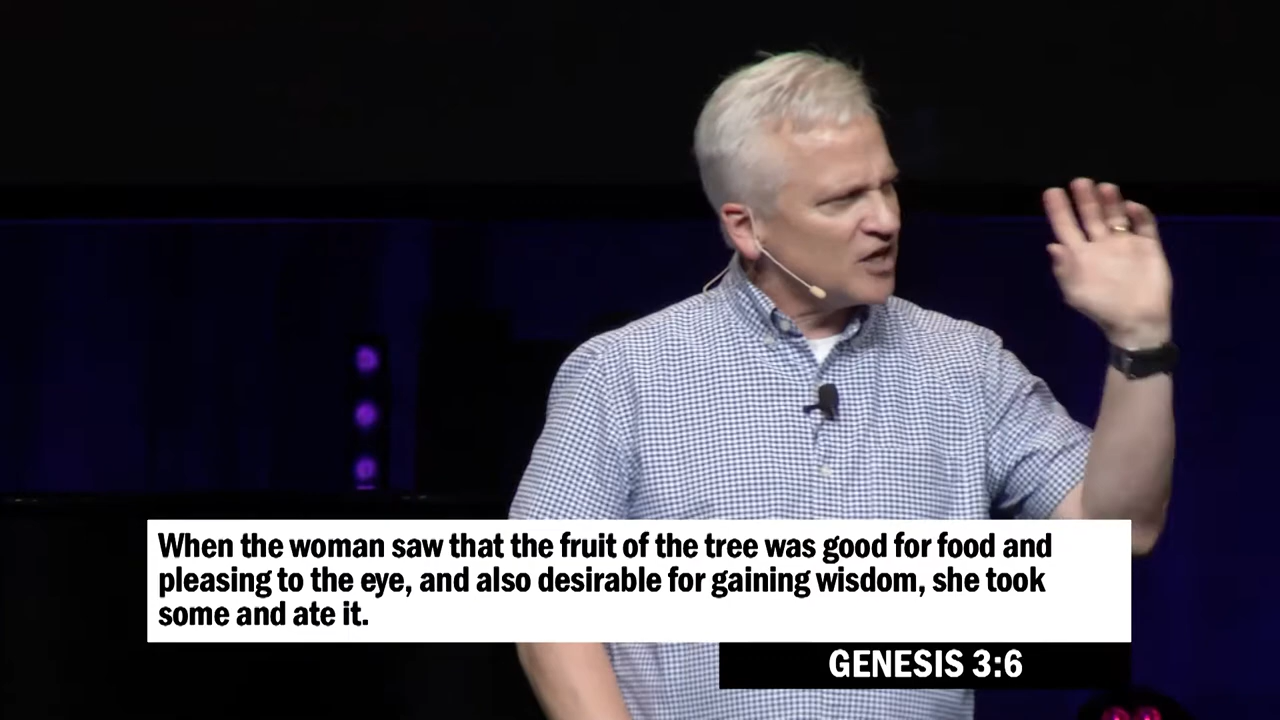 When the woman saw that the fruit of the tree was good for food and
pleasing to the eye, and also desirable for gaining wisdom, she took
some and ate it.
GENESIS 3:6